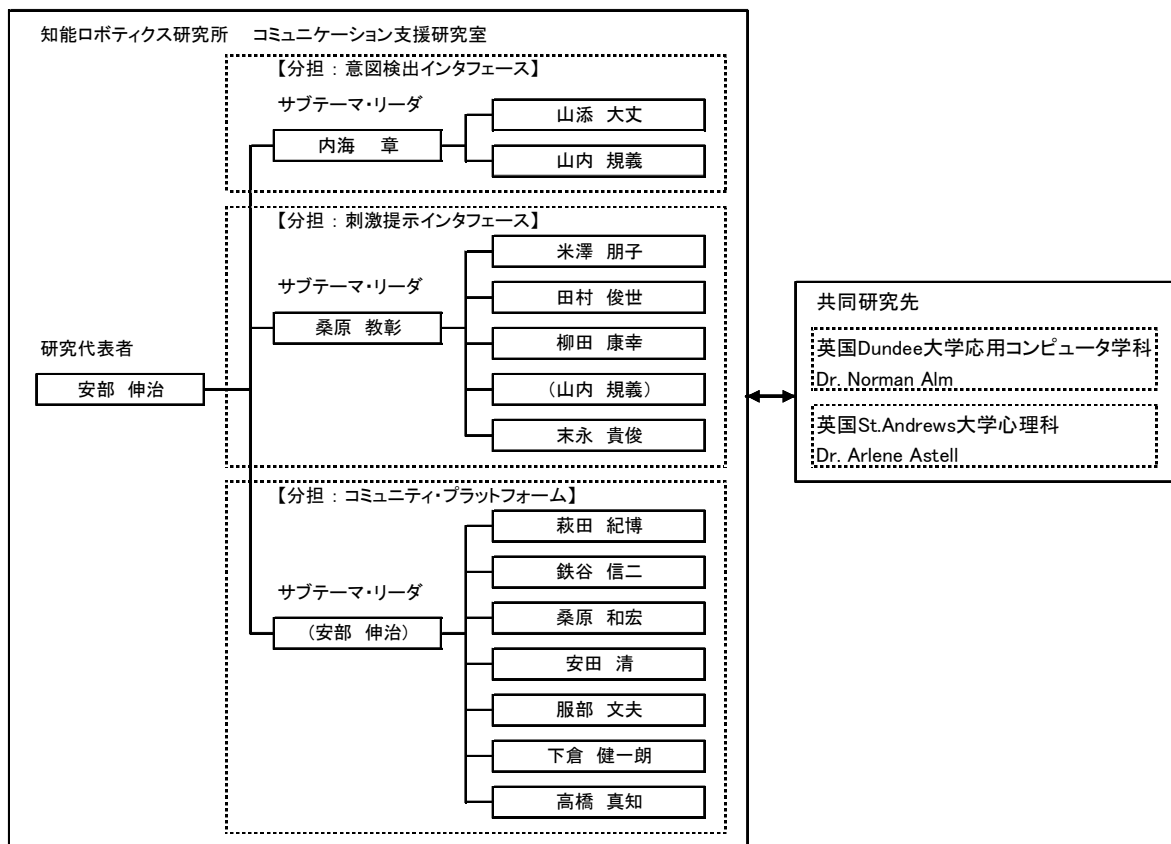 知能ロボティクス研究所　コミュニケーション支援研究室
【分担：意図検出インタフェース】
サブテーマ・リーダ
内海　章
山添　大丈
山内　規義
【分担：刺激提示インタフェース】
サブテーマ・リーダ
桑原　教彰
米澤　朋子
田村　俊世
柳田　康幸
（山内　規義）
末永　貴俊
研究代表者
安部　伸治
【分担：コミュニティ・プラットフォーム】
サブテーマ・リーダ
（安部　伸治）
萩田　紀博
鉄谷　信二
桑原　和宏
安田　清
服部　文夫
下倉　健一朗
高橋　真知
共同研究先
英国Dundee大学応用コンピュータ学科
Dr. Norman Alm
英国St.Andrews大学心理科
Dr. Arlene Astell